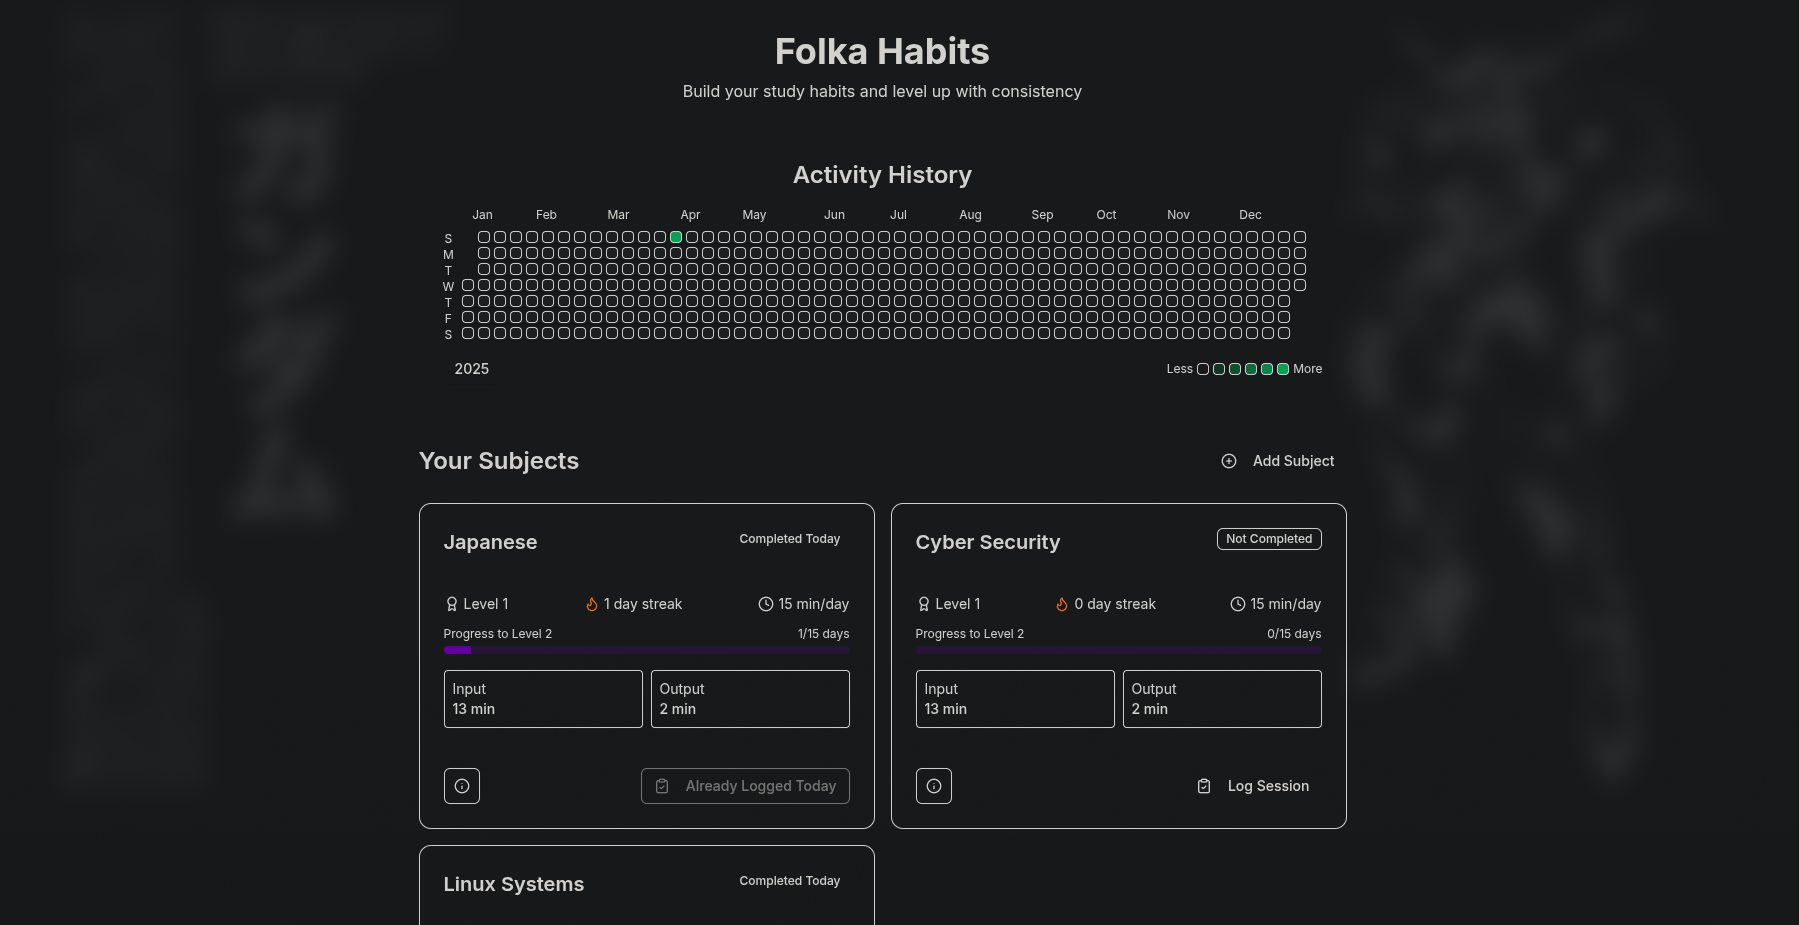 Folka Habits
Build your study habits and level up with consistency
Activity History
Jan Feb Mar Apr May Jun Jul Aug Sep Oct Nov Dec
S
M
T
W
T
F
S
2025
Less More
Your Subjects
Add Subject
Japanese Completed Today
Level 1 1 day streak 15 min/day
Progress to Level 2 1/15 days
Input
13 min
Output
2 min
Already Logged Today
Cyber Security Not Completed
Level 1 0 day streak 15 min/day
Progress to Level 2 0/15 days
Input
13 min
Output
2 min
Log Session
Linux Systems Completed Today
ガンダム